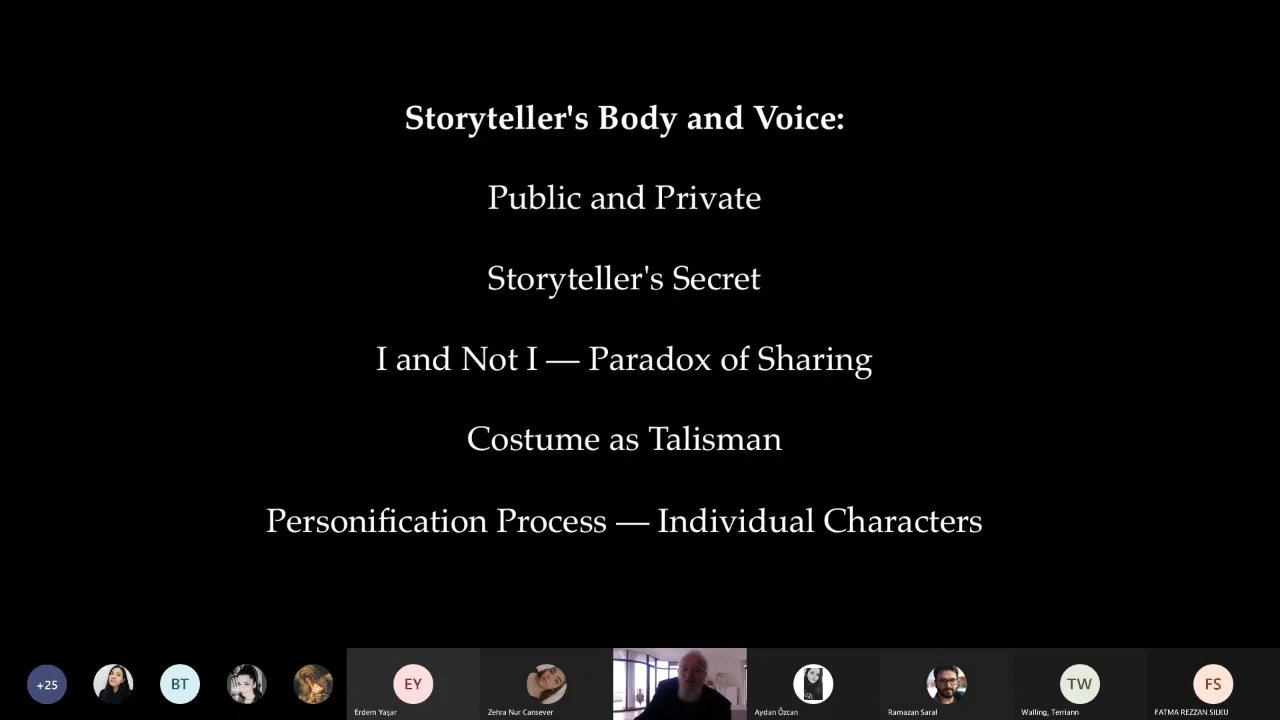 Storyteller's Body and Voice:
Public and Private
Storyteller's Secret
I and Not I — Paradox of Sharing
Costume as Talisman
Personification Process — Individual Characters
+25
BT
EY
TW
FS
Erdem Yaşar
Zehra Nur Cansever
Aydan Özcan
Ramazan Saral
Walling, Terriann
FATMA REZZAN SILKU